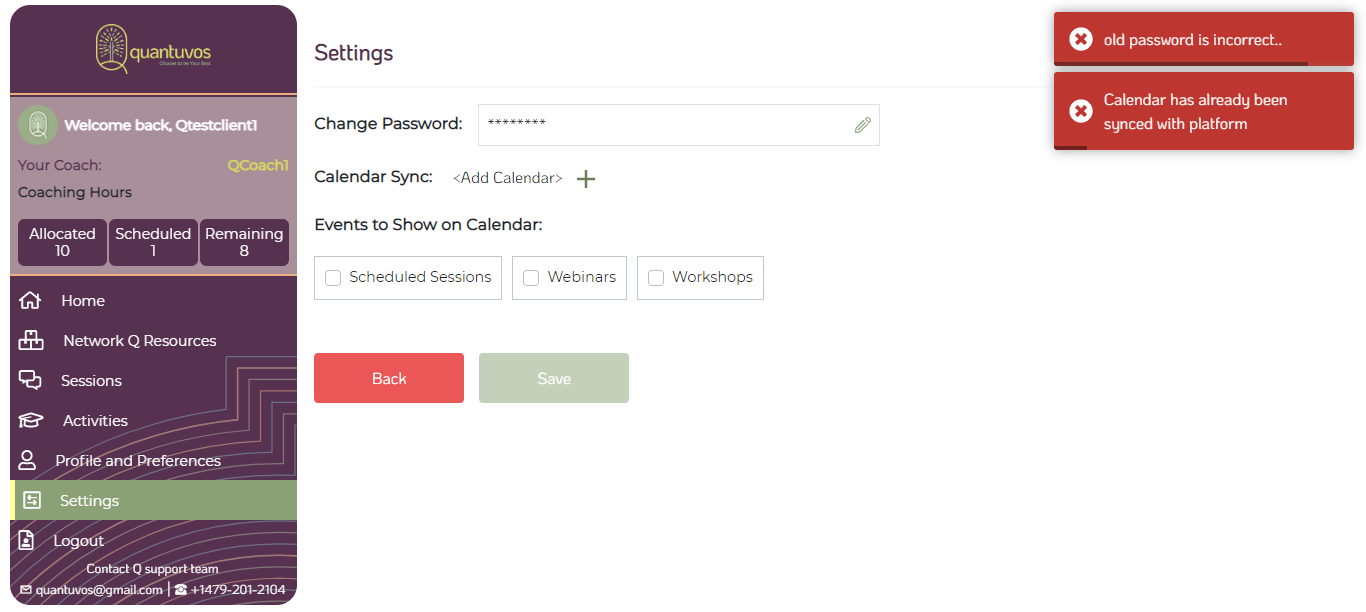 quantuvos
Choose to be Your Best
Welcome back, Qtestclient1
Your Coach: QCoach1
Coaching Hours
Allocated
10
Scheduled
1
Remaining
8
Home
Network Q Resources
Sessions
Activities
Profile and Preferences
Settings
Logout
Contact Q support team
quantuvos@gmail.com | +1479-201-2104
Settings
Change Password: ********
Calendar Sync: <Add Calendar>
Events to Show on Calendar:
Scheduled Sessions Webinars Workshops
Back Save
old password is incorrect..
Calendar has already been
synced with platform